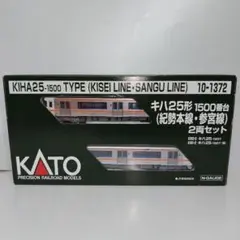 KIHA25-1500 TYPE (KISEI LINE・SANGU LINE) 10-1372
キハ25形 1500番台
(紀勢本線・参宮線)
2両セット
KATO
PRECISION RAILROAD MODELS
N-GAUGE